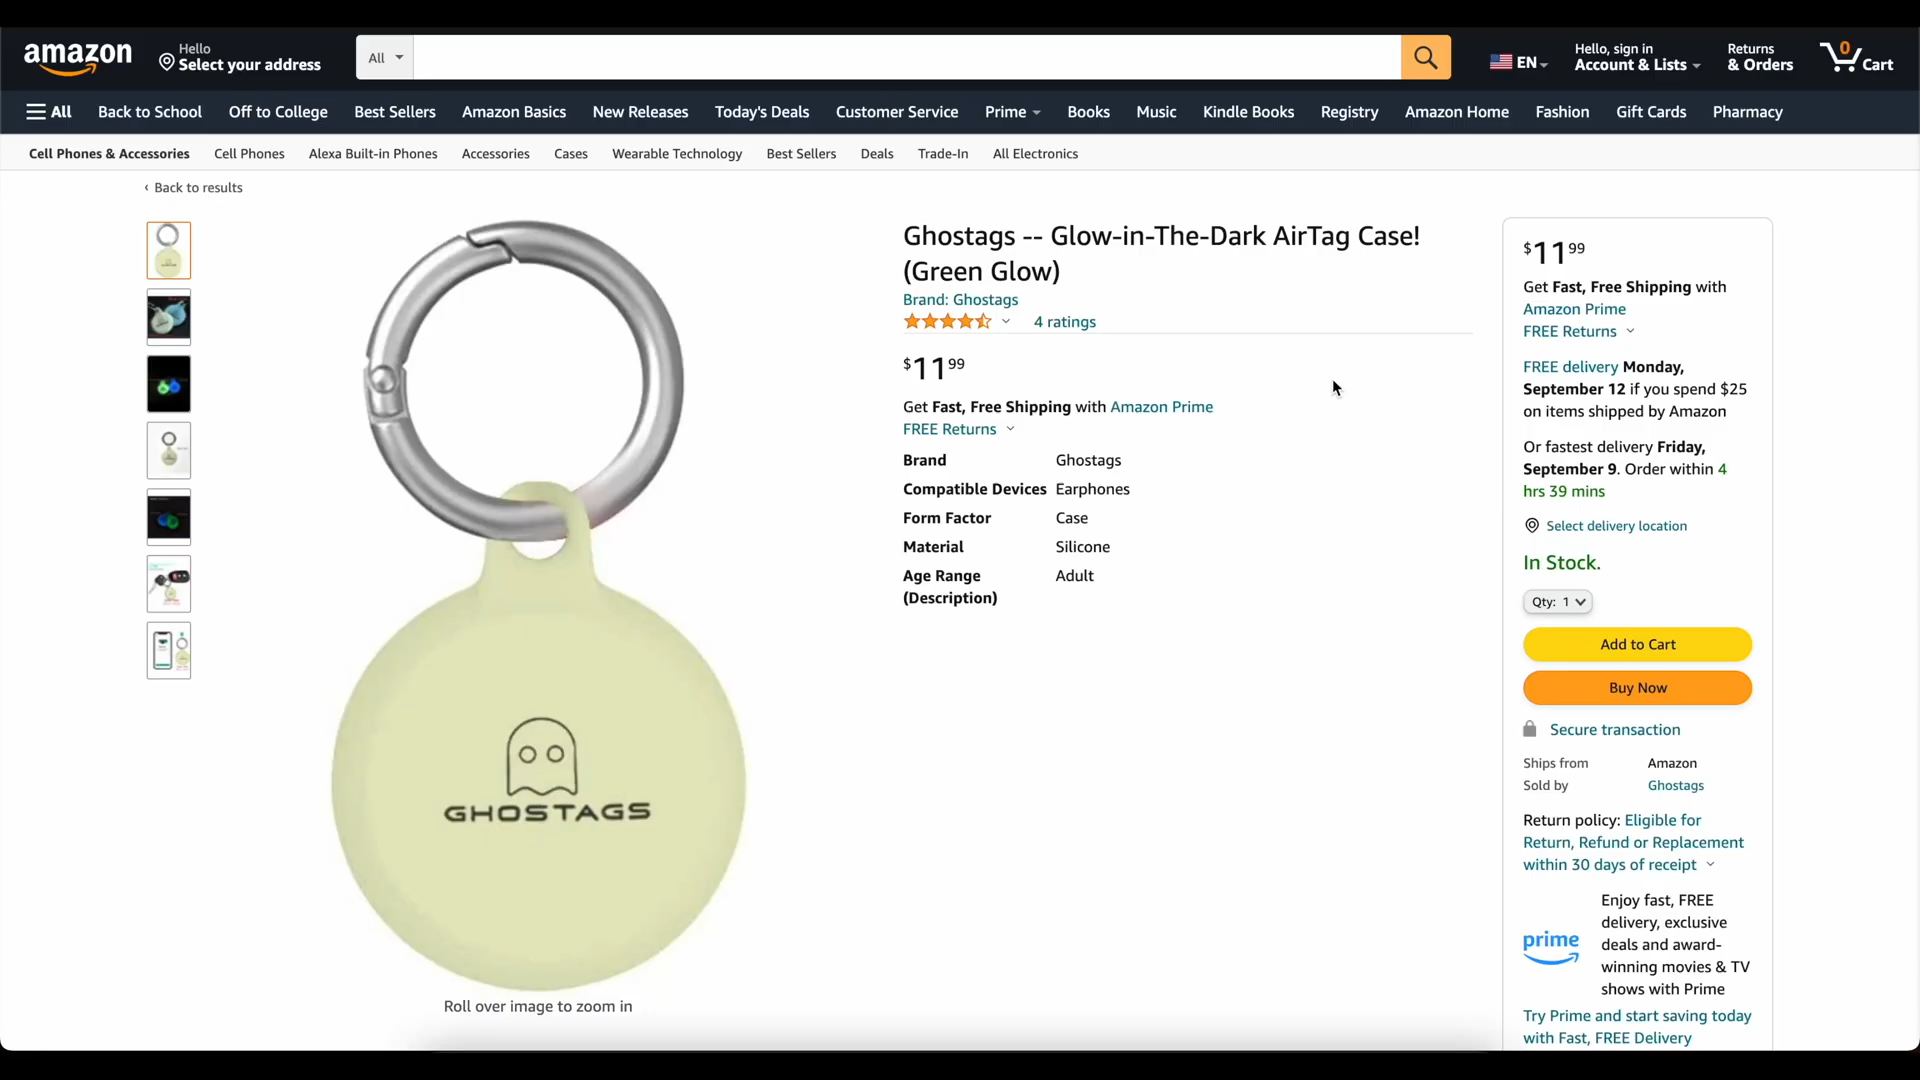 amazon
Hello
Select your address
All
EN
Hello, sign in
Account & Lists
Returns
& Orders
0
Cart
All
Back to School
Off to College
Best Sellers
Amazon Basics
New Releases
Today's Deals
Customer Service
Prime
Books
Music
Kindle Books
Registry
Amazon Home
Fashion
Gift Cards
Pharmacy
Cell Phones & Accessories
Cell Phones
Alexa Built-in Phones
Accessories
Cases
Wearable Technology
Best Sellers
Deals
Trade-In
All Electronics
‹ Back to results
GHOSTAGS
Roll over image to zoom in
Ghostags -- Glow-in-The-Dark AirTag Case!
(Green Glow)
Brand: Ghostags
4 ratings
$11 99
Get Fast, Free Shipping with Amazon Prime
FREE Returns
Brand Ghostags
Compatible Devices Earphones
Form Factor Case
Material Silicone
Age Range Adult
(Description)
$11 99
Get Fast, Free Shipping with
Amazon Prime
FREE Returns
FREE delivery Monday,
September 12 if you spend $25
on items shipped by Amazon
Or fastest delivery Friday,
September 9. Order within 4
hrs 39 mins
Select delivery location
In Stock.
Qty: 1
Add to Cart
Buy Now
Secure transaction
Ships from Amazon
Sold by Ghostags
Return policy: Eligible for
Return, Refund or Replacement
within 30 days of receipt
prime
Enjoy fast, FREE
delivery, exclusive
deals and award-
winning movies & TV
shows with Prime
Try Prime and start saving today
with Fast, FREE Delivery